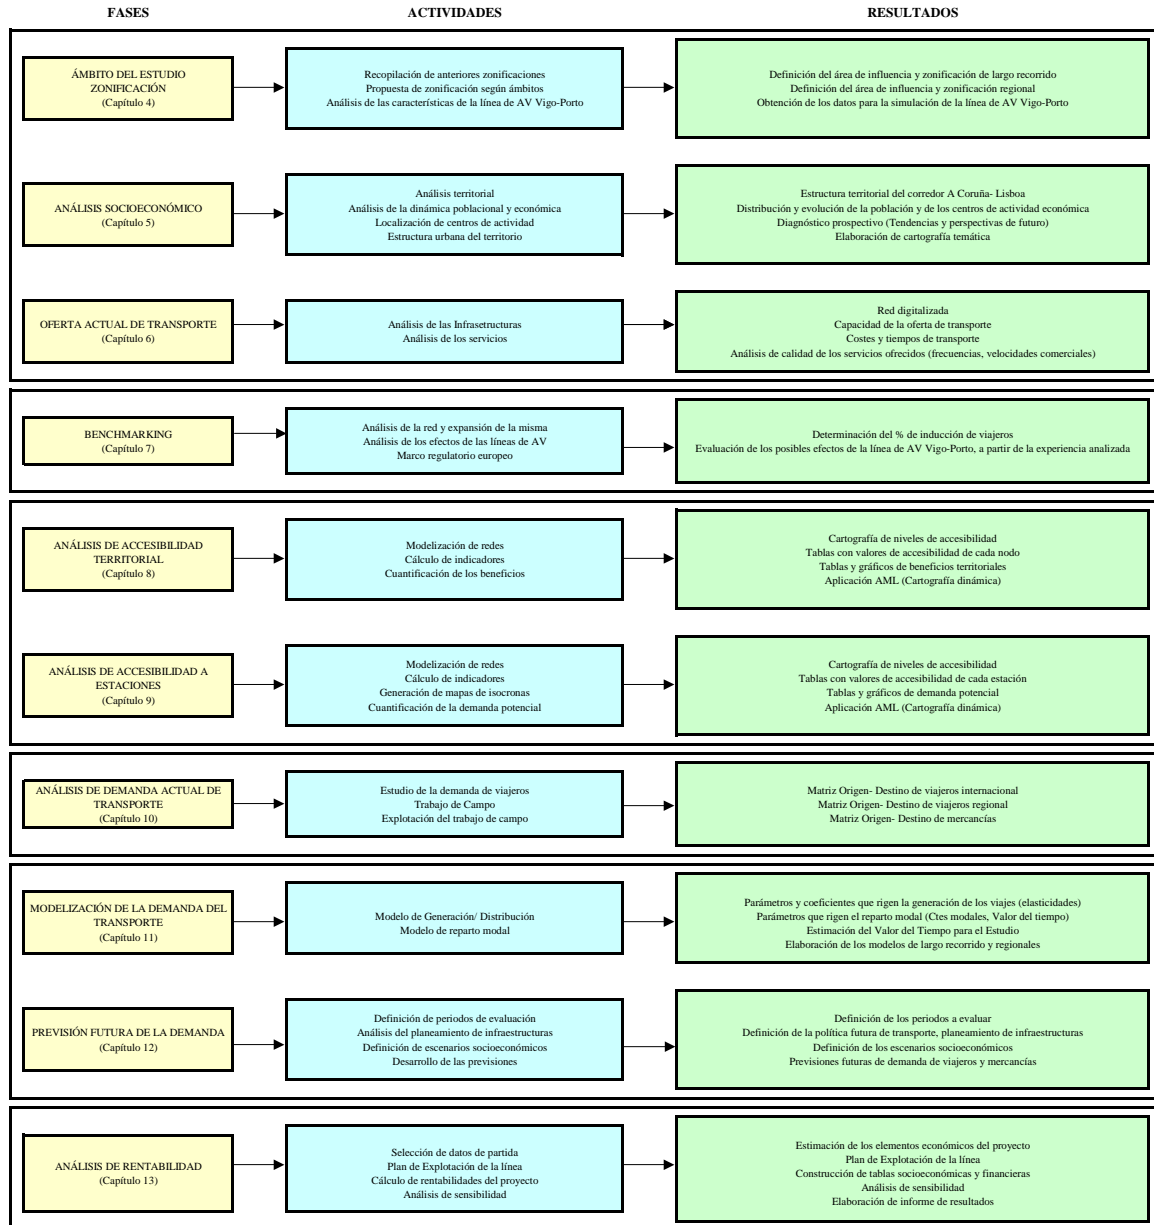 FASES
ACTIVIDADES
RESULTADOS
ÁMBITO DEL ESTUDIO
ZONIFICACIÓN
(Capítulo 4)
Recopilación de anteriores zonificaciones
Propuesta de zonificación según ámbitos
Análisis de las características de la línea de AV Vigo-Porto
Definición del área de influencia y zonificación de largo recorrido
Definición del área de influencia y zonificación regional
Obtención de los datos para la simulación de la línea de AV Vigo-Porto
ANÁLISIS SOCIOECONÓMICO
(Capítulo 5)
Análisis territorial
Análisis de la dinámica poblacional y económica
Localización de centros de actividad
Estructura urbana del territorio
Estructura territorial del corredor A Coruña- Lisboa
Distribución y evolución de la población y de los centros de actividad económica
Diagnóstico prospectivo (Tendencias y perspectivas de futuro)
Elaboración de cartografía temática
OFERTA ACTUAL DE TRANSPORTE
(Capítulo 6)
Análisis de las Infrasetructuras
Análisis de los servicios
Red digitalizada
Capacidad de la oferta de transporte
Costes y tiempos de transporte
Análisis de calidad de los servicios ofrecidos (frecuencias, velocidades comerciales)
BENCHMARKING
(Capítulo 7)
Análisis de la red y expansión de la misma
Análisis de los efectos de las líneas de AV
Marco regulatorio europeo
Determinación del % de inducción de viajeros
Evaluación de los posibles efectos de la línea de AV Vigo-Porto, a partir de la experiencia analizada
ANÁLISIS DE ACCESIBILIDAD
TERRITORIAL
(Capítulo 8)
Modelización de redes
Cálculo de indicadores
Cuantificación de los beneficios
Cartografía de niveles de accesibilidad
Tablas con valores de accesibilidad de cada nodo
Tablas y gráficos de beneficios territoriales
Aplicación AML (Cartografía dinámica)
ANÁLISIS DE ACCESIBILIDAD A
ESTACIONES
(Capítulo 9)
Modelización de redes
Cálculo de indicadores
Generación de mapas de isocronas
Cuantificación de la demanda potencial
Cartografía de niveles de accesibilidad
Tablas con valores de accesibilidad de cada estación
Tablas y gráficos de demanda potencial
Aplicación AML (Cartografía dinámica)
ANÁLISIS DE DEMANDA ACTUAL DE
TRANSPORTE
(Capítulo 10)
Estudio de la demanda de viajeros
Trabajo de Campo
Explotación del trabajo de campo
Matriz Origen- Destino de viajeros internacional
Matriz Origen- Destino de viajeros regional
Matriz Origen- Destino de mercancías
MODELIZACIÓN DE LA DEMANDA DEL
TRANSPORTE
(Capítulo 11)
Modelo de Generación/ Distribución
Modelo de reparto modal
Parámetros y coeficientes que rigen la generación de los viajes (elasticidades)
Parámetros que rigen el reparto modal (Ctes modales, Valor del tiempo)
Estimación del Valor del Tiempo para el Estudio
Elaboración de los modelos de largo recorrido y regionales
PREVISIÓN FUTURA DE LA DEMANDA
(Capítulo 12)
Definición de periodos de evaluación
Análisis del planeamiento de infraestructuras
Definición de escenarios socioeconómicos
Desarrollo de las previsiones
Definición de los periodos a evaluar
Definición de la política futura de transporte, planeamiento de infraestructuras
Definición de los escenarios socioeconómicos
Previsiones futuras de demanda de viajeros y mercancías
ANÁLISIS DE RENTABILIDAD
(Capítulo 13)
Selección de datos de partida
Plan de Explotación de la línea
Cálculo de rentabilidades del proyecto
Análisis de sensibilidad
Estimación de los elementos económicos del proyecto
Plan de Explotación de la línea
Construcción de tablas socioeconómicas y financieras
Análisis de sensibilidad
Elaboración de informe de resultados